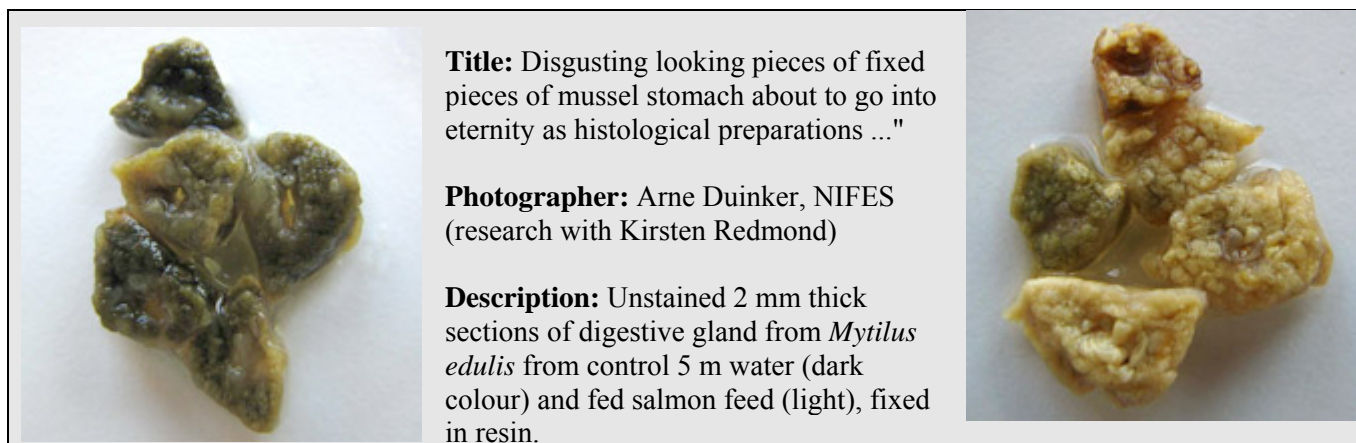 Title: Disgusting looking pieces of fixed
pieces of mussel stomach about to go into
eternity as histological preparations ..."
Photographer: Arne Duinker, NIFES
(research with Kirsten Redmond)
Description: Unstained 2 mm thick
sections of digestive gland from Mytilus
edulis from control 5 m water (dark
colour) and fed salmon feed (light), fixed
in resin.